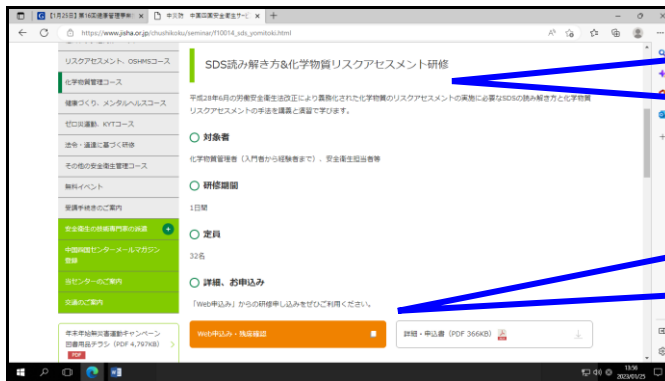 【1月25日】第16回健康管理
中災防 中国四国安全衛生サービ
https://www.jisha.or.jp/chushikoku/seminar/f10014_sds_yomitoki.html
リスクアセスメント、OSHMSコース
化学物質管理コース
健康づくり、メンタルヘルスコース
ゼロ災運動、KYTコース
法令・通達に基づく研修
その他の安全衛生管理コース
無料イベント
受講手続きのご案内
安全衛生の技術専門家の派遣
中国四国センターメールマガジン
登録
当センターのご案内
交通のご案内
年末年始無災害運動キャンペーン
図書用品チラシ（PDF 4,797KB）
PDF
SDS読み解き方&化学物質リスクアセスメント研修
平成28年6月の労働安全衛生法改正により義務化された化学物質のリスクアセスメントの実施に必要なSDSの読み解き方と化学物質
リスクアセスメントの手法を講義と演習で学びます。
対象者
化学物質管理者（入門者から経験者まで）、安全衛生担当者等
研修期間
1日間
定員
32名
詳細、お申込み
「Web申込み」からの研修申し込みをぜひご利用ください。
Web申込み・残席確認
詳細・申込書（PDF 366KB）
13:56
2023/01/25